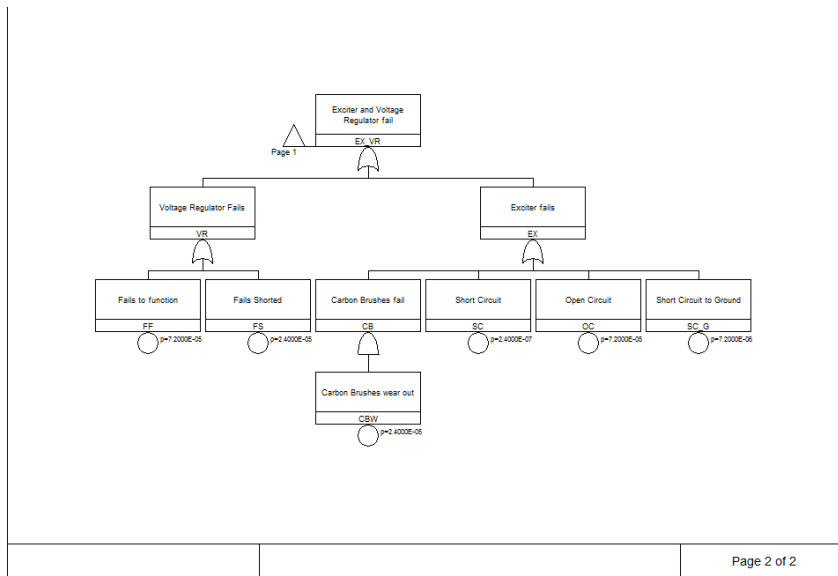 Exciter and Voltage
Regulator fail
EX_VR
Page 1
Voltage Regulator Fails
VR
Exciter fails
EX
Fails to function
FF
p=7.2000E-05
Fails Shorted
FS
p=2.4000E-05
Carbon Brushes fail
CB
Short Circuit
SC
p=2.4000E-07
Open Circuit
OC
p=7.2000E-05
Short Circuit to Ground
SC_G
p=7.2000E-06
Carbon Brushes wear out
CBW
p=2.4000E-05
Page 2 of 2